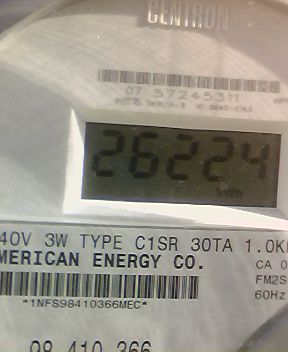 CENTRON
07 57245311
26224
kWh
40V 3W TYPE C1SR 30TA 1.0K
MERICAN ENERGY CO.
CA 0
FM2S
*1NFS98410366MEC*
60Hz
98 410 366